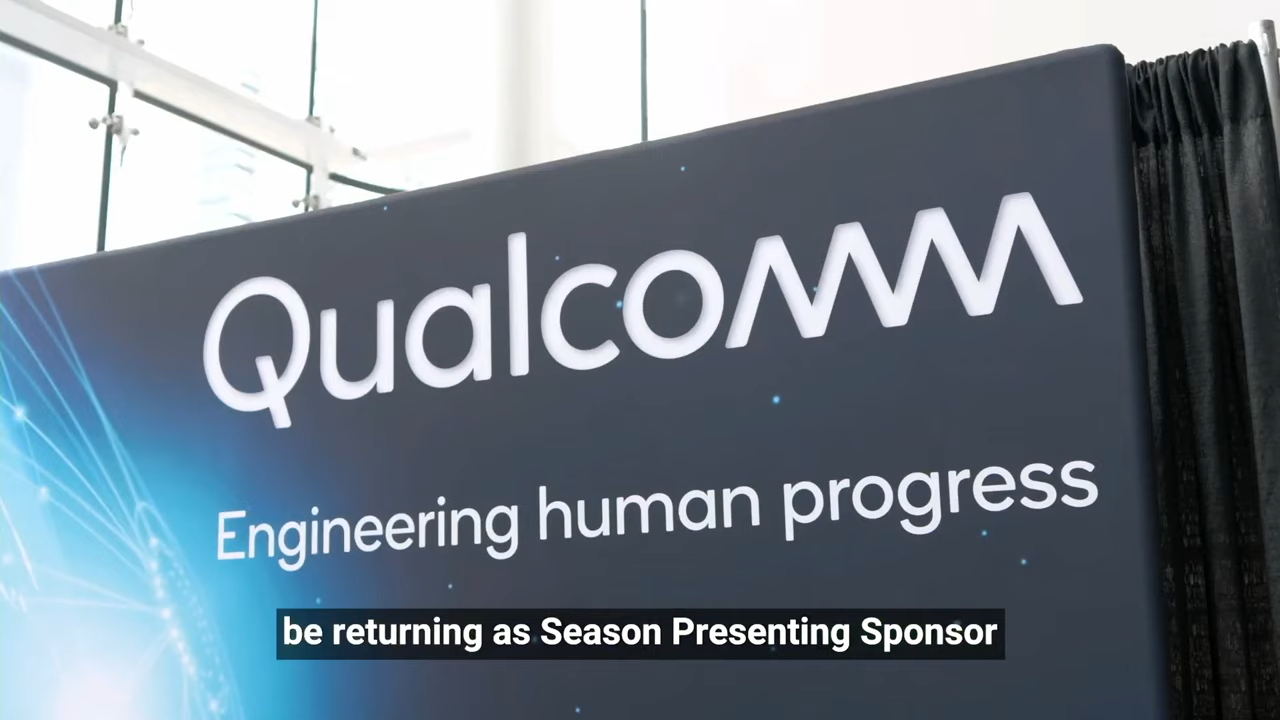 Qualcomm
Engineering human progress
be returning as Season Presenting Sponsor